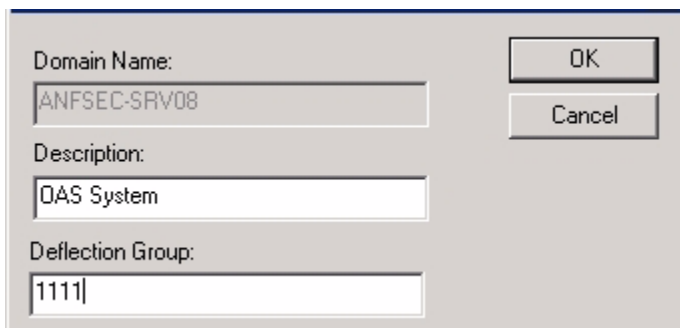 Domain Name:
OK
ANFSEC-SRV08
Cancel
Description:
OAS System
Deflection Group:
1111